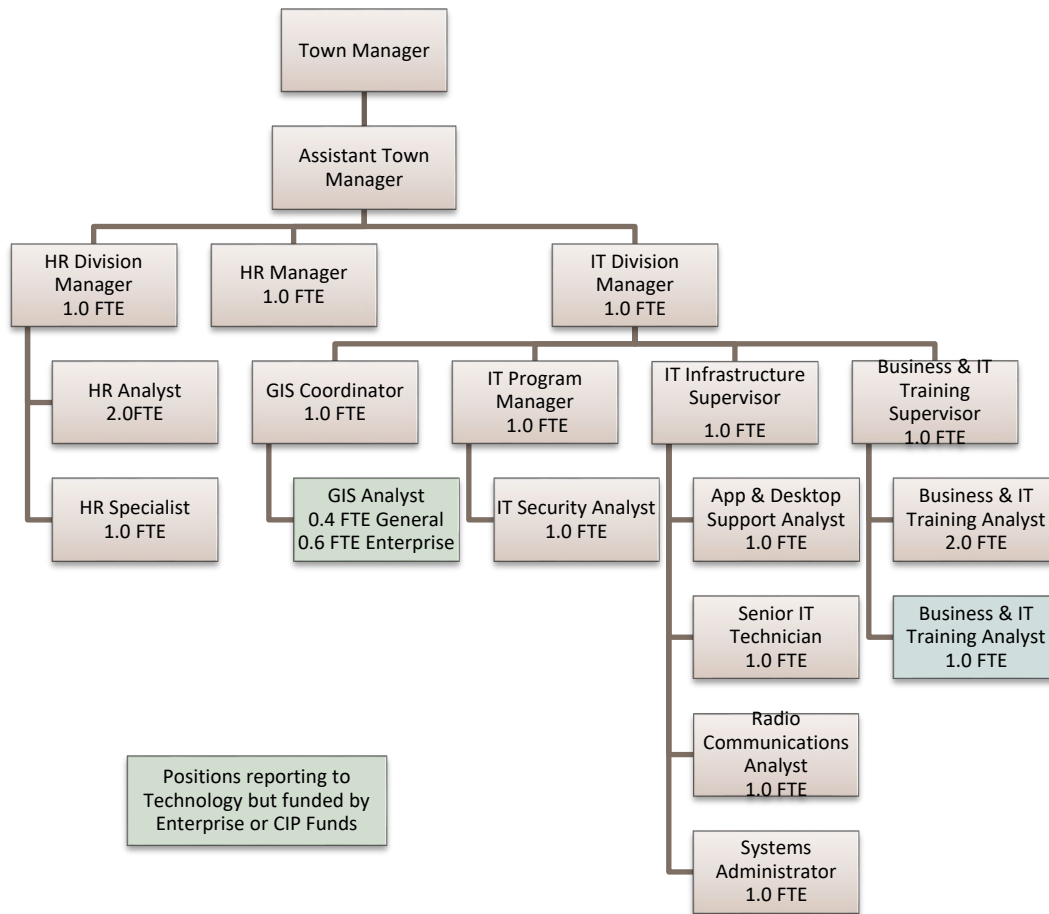 Town Manager
Assistant Town
Manager
HR Division
Manager
1.0 FTE
HR Manager
1.0 FTE
IT Division
Manager
1.0 FTE
HR Analyst
2.0FTE
HR Specialist
1.0 FTE
GIS Coordinator
1.0 FTE
GIS Analyst
0.4 FTE General
0.6 FTE Enterprise
IT Program
Manager
1.0 FTE
IT Security Analyst
1.0 FTE
IT Infrastructure
Supervisor
1.0 FTE
App & Desktop
Support Analyst
1.0 FTE
Senior IT
Technician
1.0 FTE
Radio
Communications
Analyst
1.0 FTE
Systems
Administrator
1.0 FTE
Business & IT
Training
Supervisor
1.0 FTE
Business & IT
Training Analyst
2.0 FTE
Business & IT
Training Analyst
1.0 FTE
Positions reporting to
Technology but funded by
Enterprise or CIP Funds